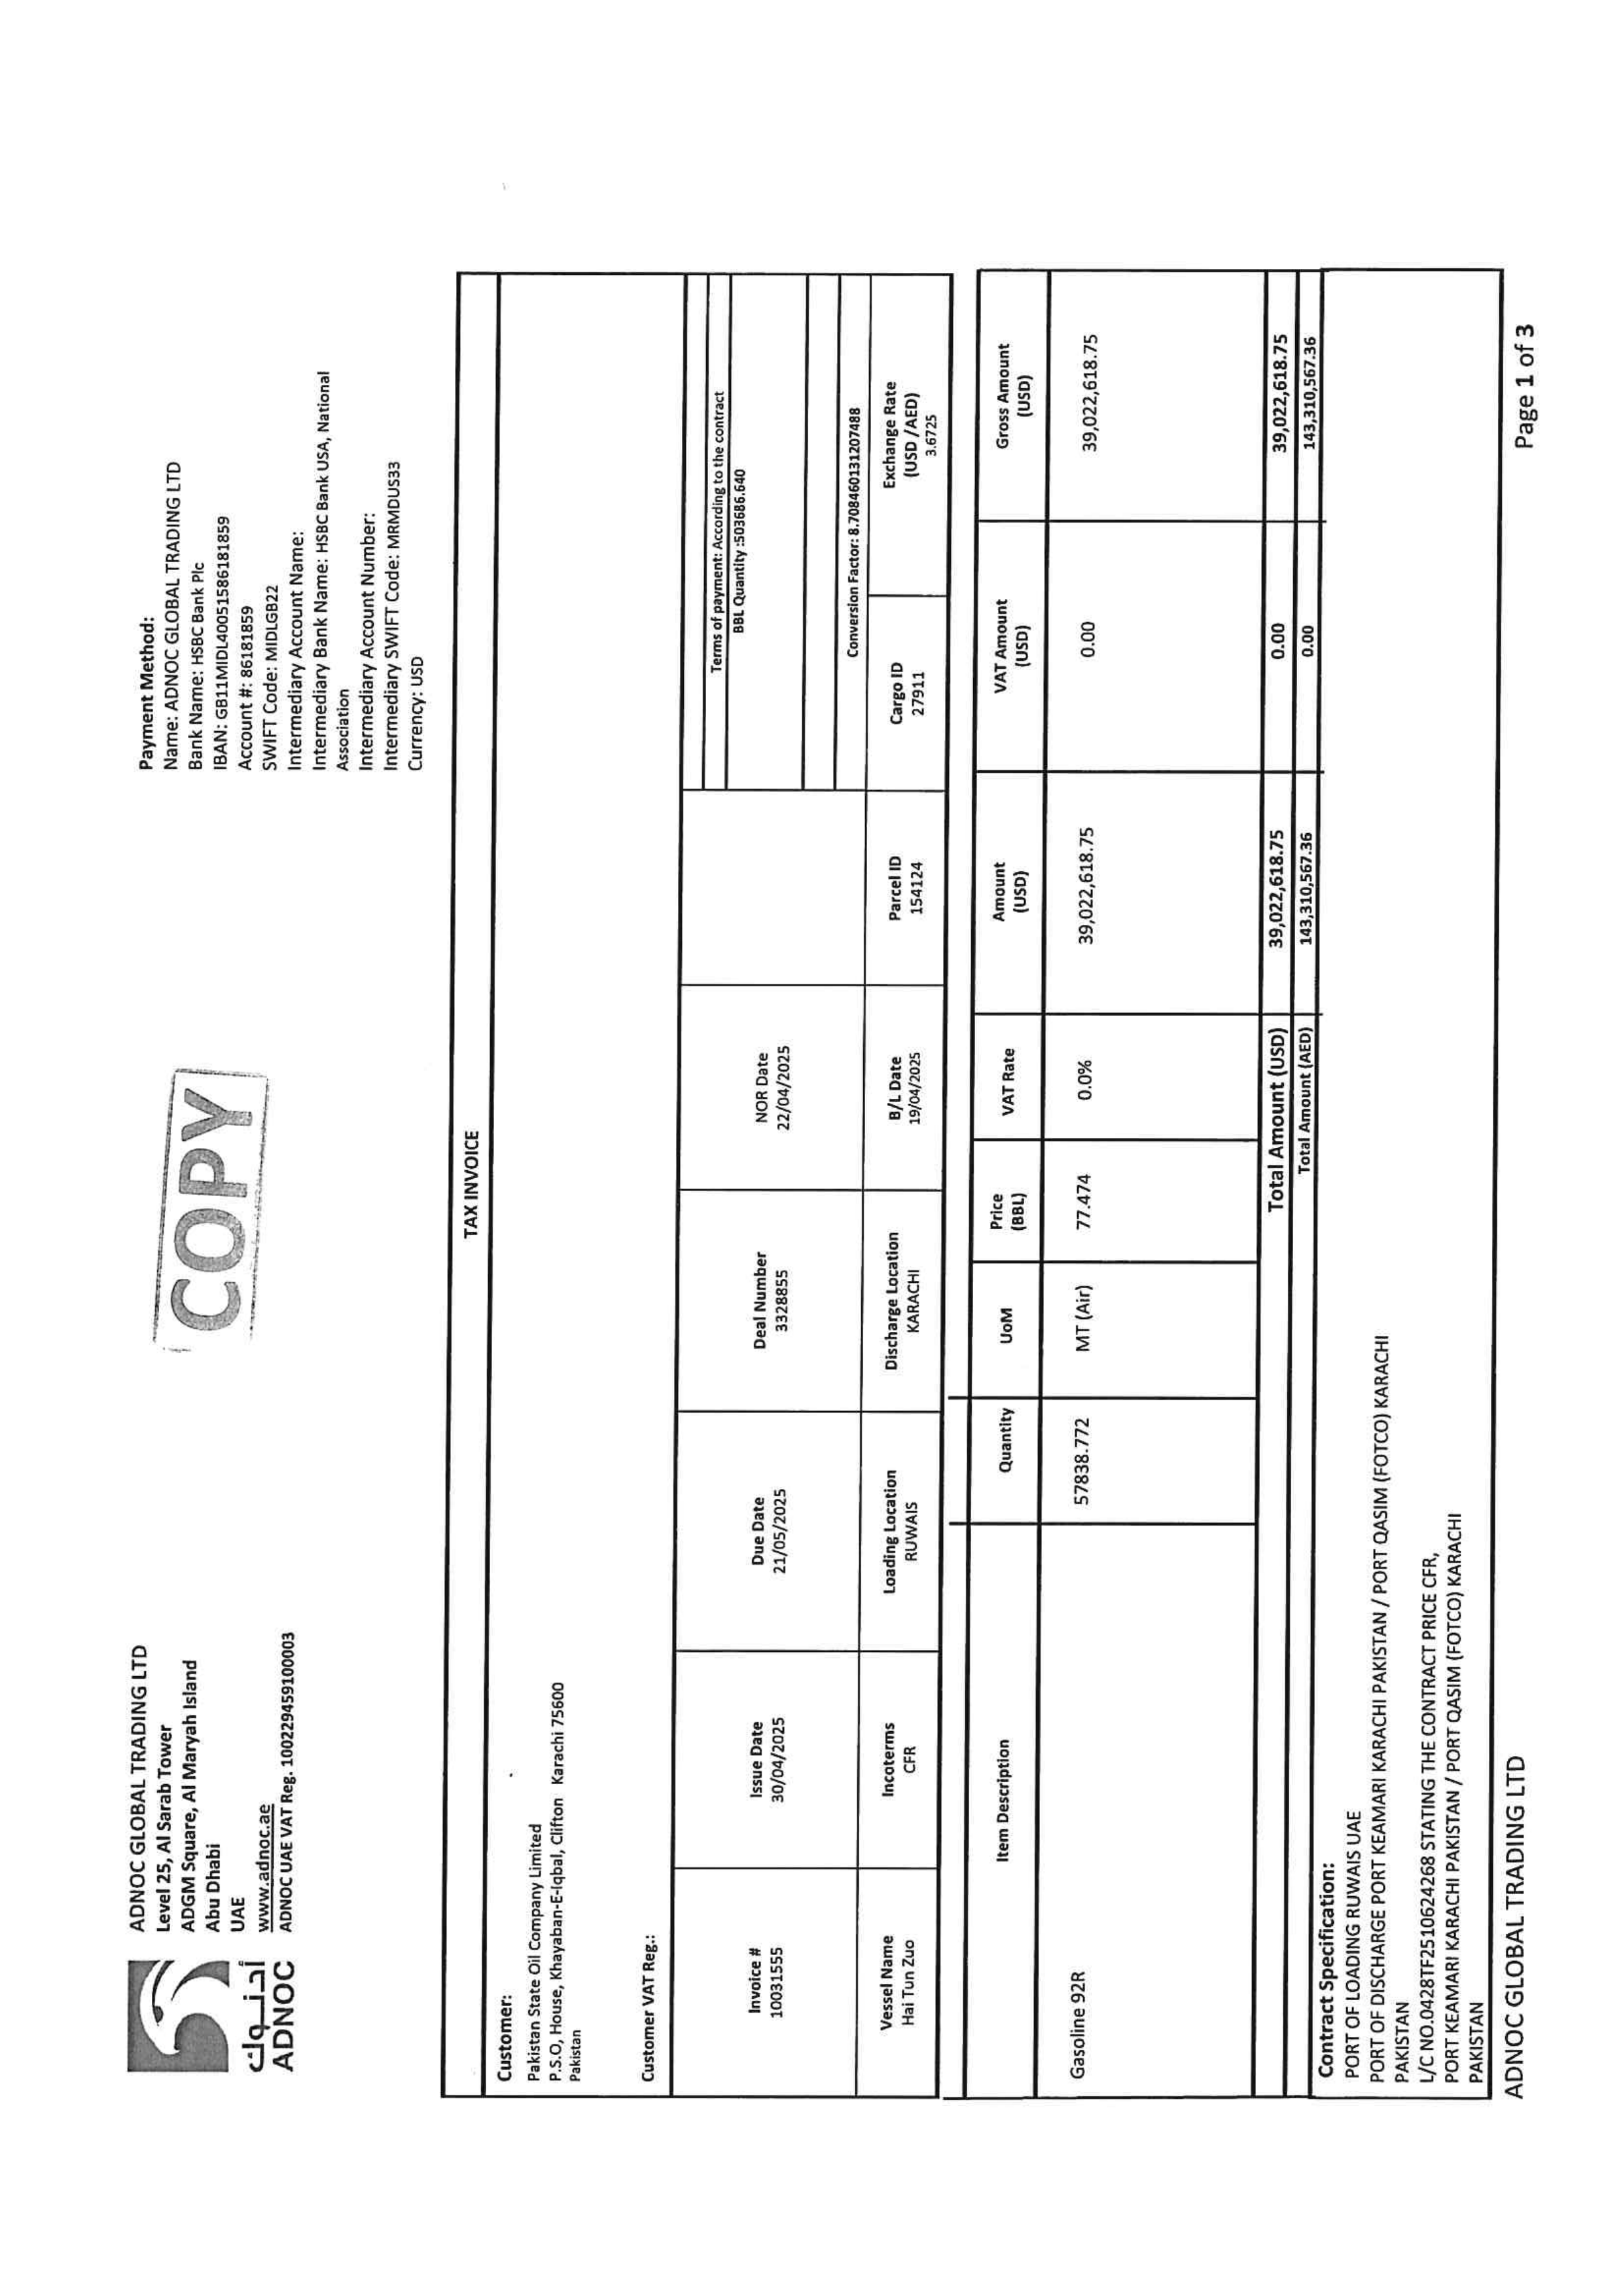 أدنوك
ADNOC
ADNOC GLOBAL TRADING LTD
Level 25, Al Sarab Tower
ADGM Square, Al Maryah Island
Abu Dhabi
UAE
www.adnoc.ae
ADNOC UAE VAT Reg. 100229459100003
COPY
Payment Method:
Name: ADNOC GLOBAL TRADING LTD
Bank Name: HSBC Bank Plc
IBAN: GB11MIDL40051586181859
Account #: 86181859
SWIFT Code: MIDLGB22
Intermediary Account Name:
Intermediary Bank Name: HSBC Bank USA, National
Association
Intermediary Account Number:
Intermediary SWIFT Code: MRMDUS33
Currency: USD
TAX INVOICE
Customer:
Pakistan State Oil Company Limited
P.S.O, House, Khayaban-E-Iqbal, Clifton Karachi 75600
Pakistan
Customer VAT Reg.:
Invoice # Issue Date Due Date Deal Number NOR Date
10031555 30/04/2025 21/05/2025 3328855 22/04/2025
Terms of payment: According to the contract
BBL Quantity :503686.640
Conversion Factor: 8.708460131207488
Vessel Name Incoterms Loading Location Discharge Location B/L Date Parcel ID Cargo ID Exchange Rate
(USD /AED)
Hai Tun Zuo CFR RUWAIS KARACHI 19/04/2025 154124 27911 3.6725
Item Description Quantity UoM Price (BBL) VAT Rate Amount (USD) VAT Amount (USD) Gross Amount (USD)
Gasoline 92R 57838.772 MT (Air) 77.474 0.0% 39,022,618.75 0.00 39,022,618.75
Total Amount (USD) 39,022,618.75 0.00 39,022,618.75
Total Amount (AED) 143,310,567.36 0.00 143,310,567.36
Contract Specification:
PORT OF LOADING RUWAIS UAE
PORT OF DISCHARGE PORT KEAMARI KARACHI PAKISTAN / PORT QASIM (FOTCO) KARACHI
PAKISTAN
L/C NO.0428TF251062​4268 STATING THE CONTRACT PRICE CFR,
PORT KEAMARI KARACHI PAKISTAN / PORT QASIM (FOTCO) KARACHI
PAKISTAN
ADNOC GLOBAL TRADING LTD
Page 1 of 3